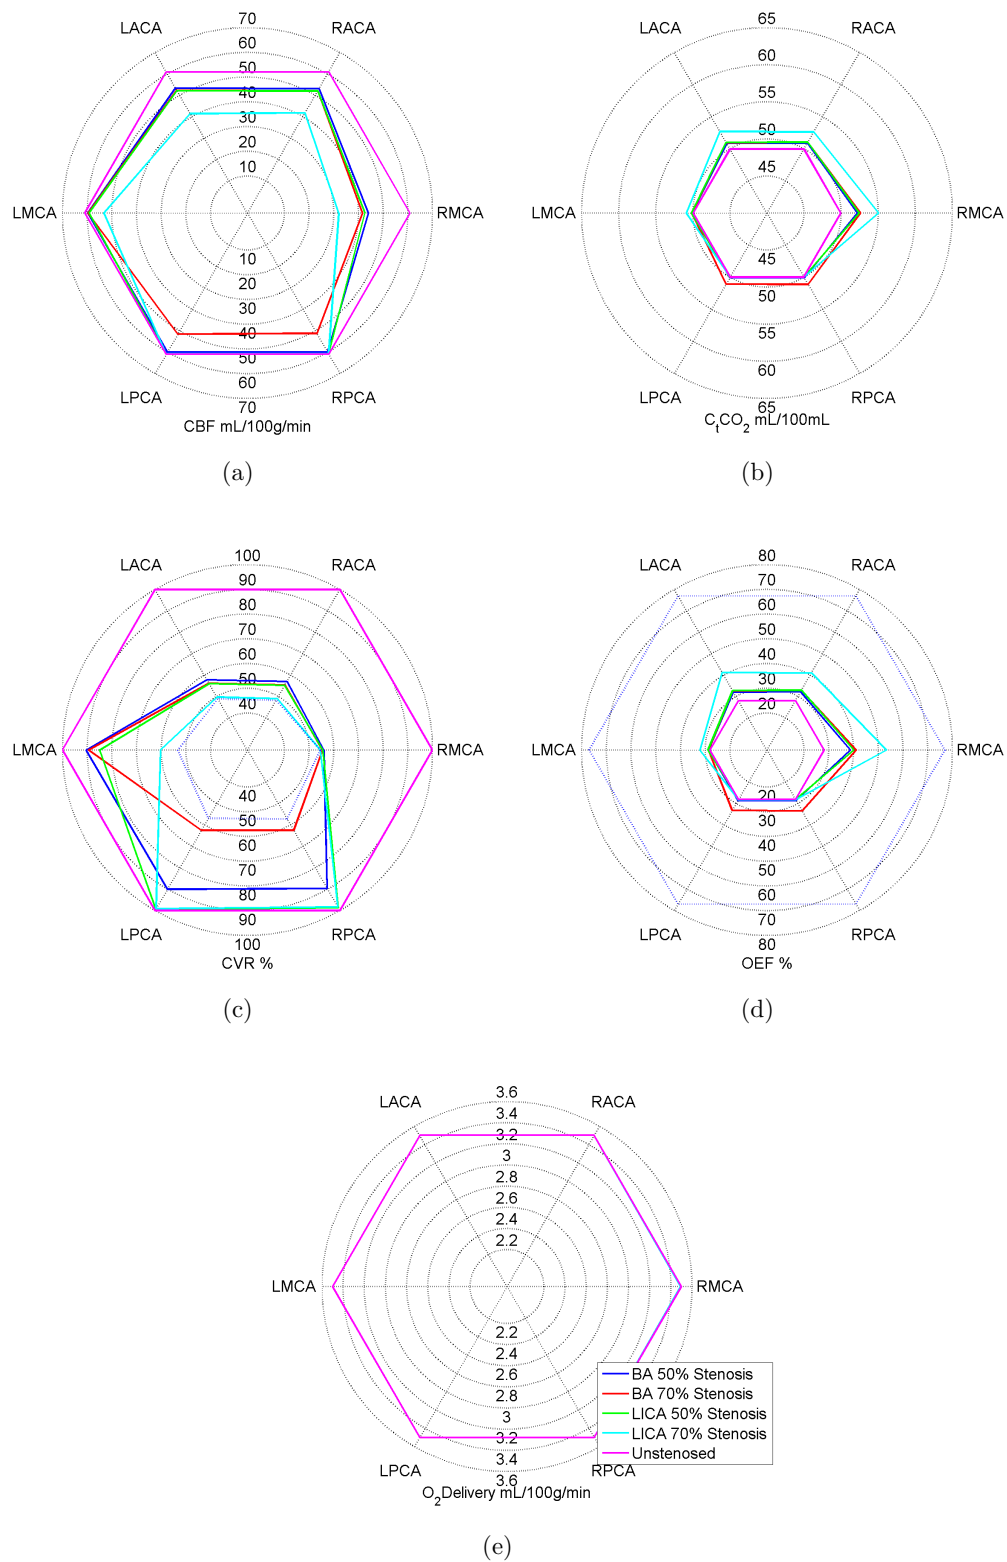 70
LACA RACA
60
50
40
30
20
10
LMCA RMCA
10
20
30
40
50
60
LPCA RPCA
70
CBF mL/100g/min
(a)
65
LACA RACA
60
55
50
45
LMCA RMCA
45
50
55
60
LPCA RPCA
65
CtCO2 mL/100mL
(b)
100
LACA RACA
90
80
70
60
50
40
LMCA RMCA
40
50
60
70
80
90
LPCA RPCA
100
CVR %
(c)
80
LACA RACA
70
60
50
40
30
20
LMCA RMCA
20
30
40
50
60
70
LPCA RPCA
80
OEF %
(d)
3.6
LACA RACA
3.4
3.2
3
2.8
2.6
2.4
2.2
LMCA RMCA
2.2
2.4
2.6
2.8
3
3.2
3.4
LPCA RPCA
3.6
O2Delivery mL/100g/min
BA 50% Stenosis
BA 70% Stenosis
LICA 50% Stenosis
LICA 70% Stenosis
Unstenosed
(e)